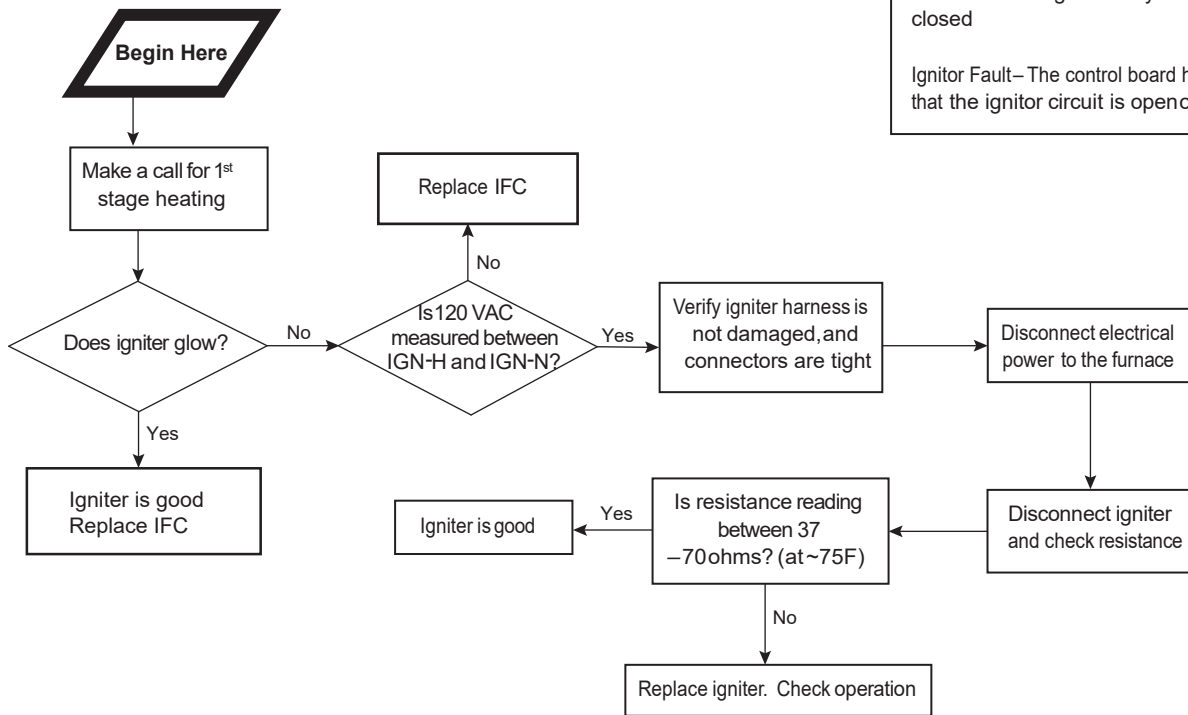 closed
Ignitor Fault– The control board h
that the ignitor circuit is open o
Begin Here
Make a call for 1st
stage heating
Does igniter glow?
No
Yes
Igniter is good
Replace IFC
Replace IFC
No
Is 120 VAC
measured between
IGN-H and IGN-N?
Yes
Verify igniter harness is
not damaged, and
connectors are tight
Disconnect electrical
power to the furnace
Disconnect igniter
and check resistance
Is resistance reading
between 37
–70 ohms? (at ~75F)
Yes
Igniter is good
No
Replace igniter. Check operation